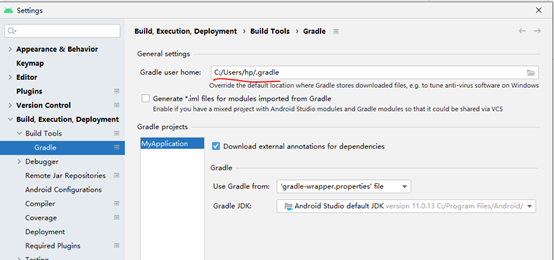 Settings
Build, Execution, Deployment › Build Tools › Gradle
Appearance & Behavior
Keymap
Editor
Plugins
Version Control
Build, Execution, Deployment
Build Tools
Gradle
Debugger
Remote Jar Repositories
Android Configurations
Compiler
Coverage
Deployment
Required Plugins
Testing
General settings
Gradle user home: C:/Users/hp/.gradle
Override the default location where Gradle stores downloaded files, e.g. to tune anti-virus software on Windows
Generate *.iml files for modules imported from Gradle
Enable if you have a mixed project with Android Studio modules and Gradle modules so that it could be shared via VCS
Gradle projects
MyApplication
Download external annotations for dependencies
Gradle
Use Gradle from: 'gradle-wrapper.properties' file
Gradle JDK: Android Studio default JDK version 11.0.13 C:/Program Files/Android/